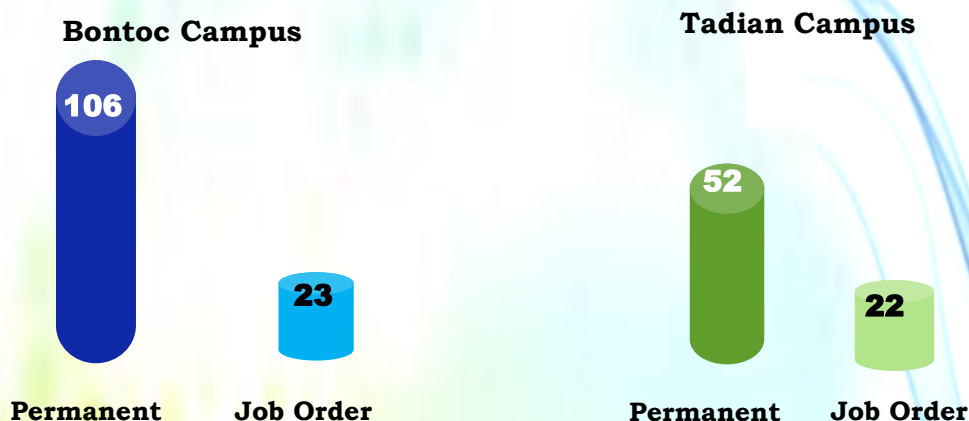 Bontoc Campus
106
23
Permanent
Job Order
Tadian Campus
52
22
Permanent
Job Order